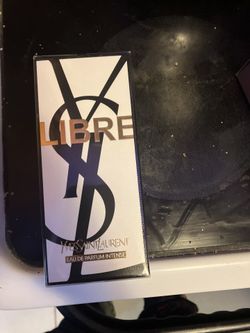 LIBRE
YSL
YVES SAINT LAURENT
EAU DE PARFUM INTENSE